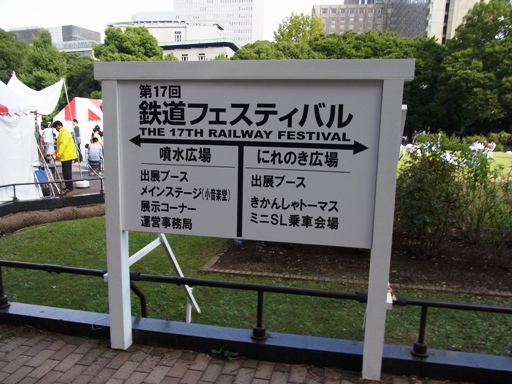 第17回
鉄道フェスティバル
THE 17TH RAILWAY FESTIVAL
噴水広場
出展ブース
メインステージ(小音楽堂)
展示コーナー
運営事務局
にれのき広場
出展ブース
きかんしゃトーマス
ミニSL乗車会場